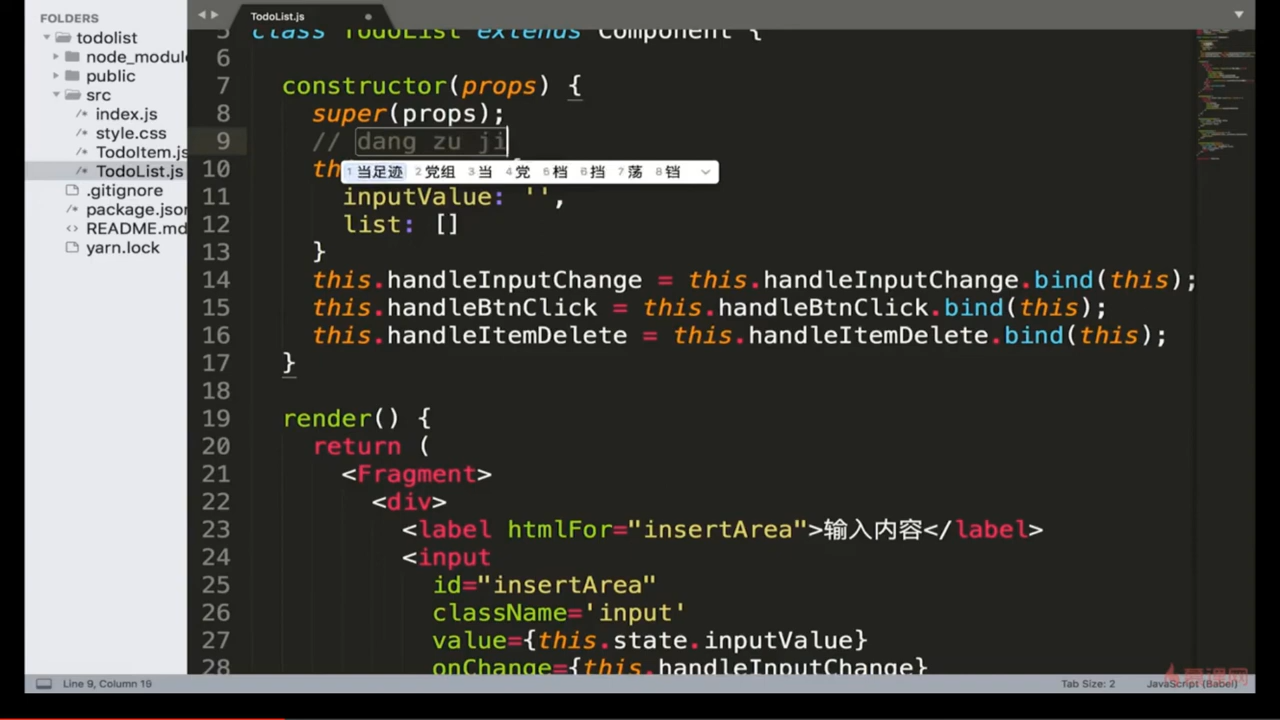 FOLDERS
todolist
node_module
public
src
index.js
style.css
TodoItem.js
TodoList.js
.gitignore
package.json
README.md
yarn.lock
TodoList.js
5 class TodoList extends Component {
6
7 constructor(props) {
8 super(props);
9 // dang zu ji
10 th {
1 当足迹 2 党组 3 当 4 党 6 档 6 挡 7 荡 8 铛
11 inputValue: '',
12 list: []
13 }
14 this.handleInputChange = this.handleInputChange.bind(this);
15 this.handleBtnClick = this.handleBtnClick.bind(this);
16 this.handleItemDelete = this.handleItemDelete.bind(this);
17 }
18
19 render() {
20 return (
21 <Fragment>
22 <div>
23 <label htmlFor="insertArea">输入内容</label>
24 <input
25 id="insertArea"
26 className='input'
27 value={this.state.inputValue}
28 onChange={this.handleInputChange}
Line 9, Column 19
Tab Size: 2
JavaScript (Babel)
慕课网